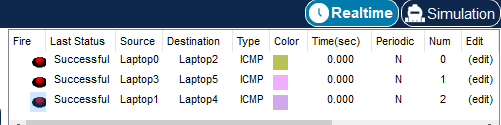 Realtime Simulation
Fire Last Status Source Destination Type Color Time(sec) Periodic Num Edit
Successful Laptop0 Laptop2 ICMP 0.000 N 0 (edit)
Successful Laptop3 Laptop5 ICMP 0.000 N 1 (edit)
Successful Laptop1 Laptop4 ICMP 0.000 N 2 (edit)